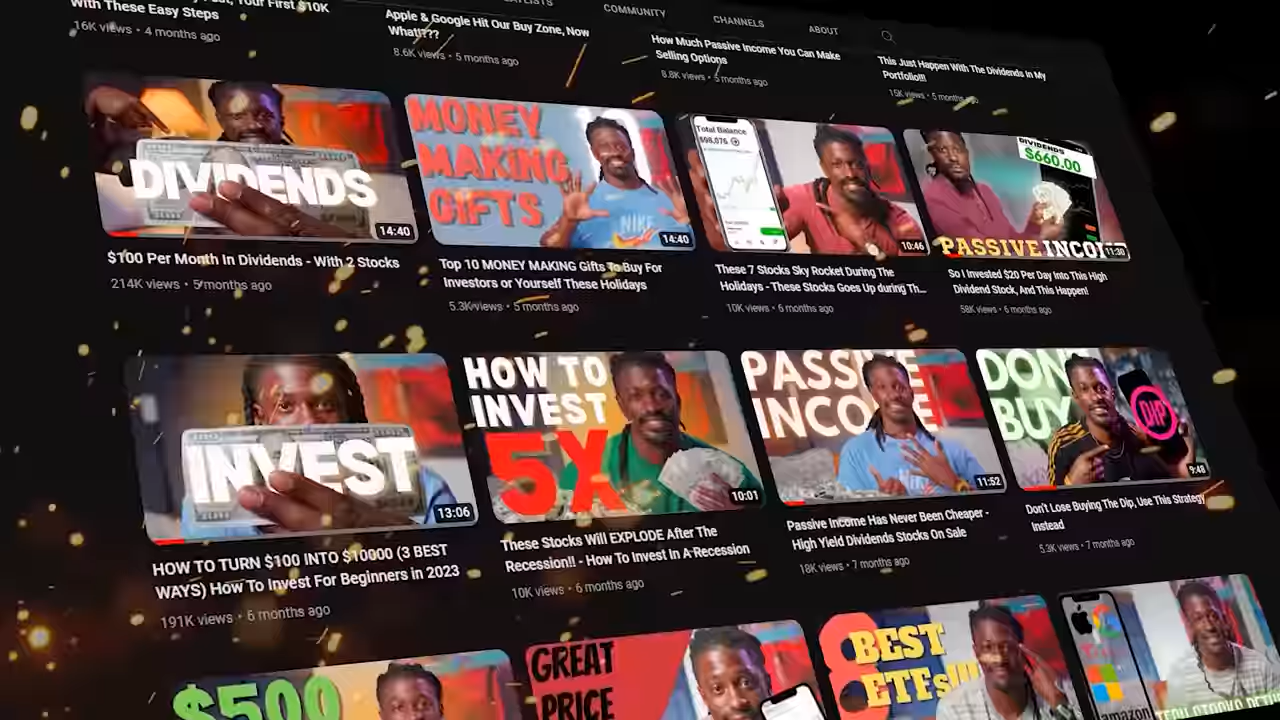 PLAYLISTS
COMMUNITY
CHANNELS
ABOUT
Your First $10K
With These Easy Steps
16K views • 4 months ago
Apple & Google Hit Our Buy Zone, Now
What!???
8.6K views • 5 months ago
How Much Passive Income You Can Make
Selling Options
8.8K views • 5 months ago
This Just Happen With The Dividends In My
Portfolio!!!
15K views • 5 months ago
DIVIDENDS
14:40
$100 Per Month In Dividends - With 2 Stocks
214K views • 5 months ago
MONEY
MAKING
GIFTS
NIKE
14:40
Top 10 MONEY MAKING Gifts To Buy For
Investors or Yourself These Holidays
5.3K views • 5 months ago
Total Balance
$98,076
10:46
These 7 Stocks Sky Rocket During The
Holidays - These Stocks Goes Up during Th...
10K views • 6 months ago
DIVIDENDS
$660.00
PASSIVE INCOME
11:30
So I Invested $20 Per Day Into This High
Dividend Stock, And This Happen!
58K views • 6 months ago
INVEST
13:06
HOW TO TURN $100 INTO $10000 (3 BEST
WAYS) How To Invest For Beginners in 2023
191K views • 6 months ago
HOW TO
INVEST
5X
10:01
These Stocks Will EXPLODE After The
Recession!! - How To Invest In A Recession
10K views • 6 months ago
PASSIVE
INCOME
11:52
Passive Income Has Never Been Cheaper -
High Yield Dividends Stocks On Sale
18K views • 7 months ago
DON'T
BUY
DIP
9:48
Don't Lose Buying The Dip, Use This Strategy
Instead
5.3K views • 7 months ago
$500
GREAT
PRICE
BEST
ETFs!!!
amazon